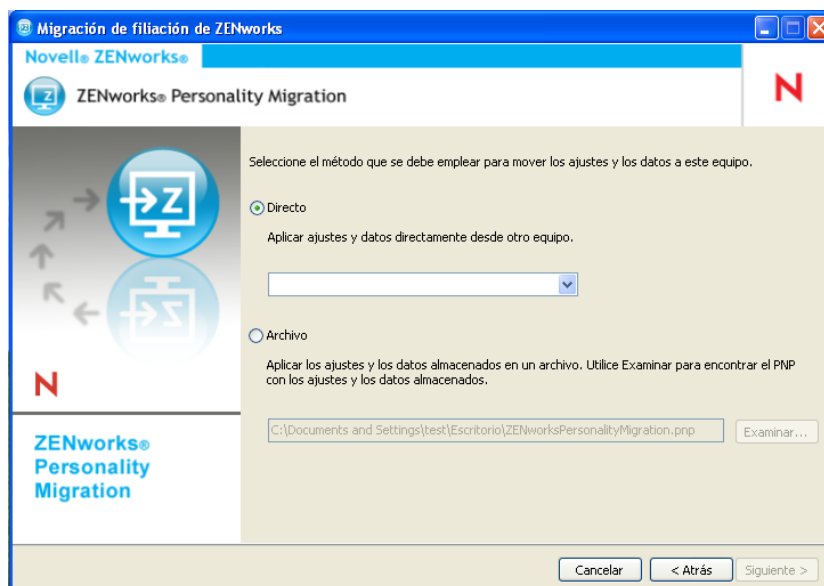 Migración de filiación de ZENworks
Novell® ZENworks®
ZENworks® Personality Migration
N
Seleccione el método que se debe emplear para mover los ajustes y los datos a este equipo.
Directo
Aplicar ajustes y datos directamente desde otro equipo.
Archivo
Aplicar los ajustes y los datos almacenados en un archivo. Utilice Examinar para encontrar el PNP
con los ajustes y los datos almacenados.
C:\Documents and Settings\test\Escritorio\ZENworksPersonalityMigration.pnp
Examinar...
Z
N
ZENworks®
Personality
Migration
Cancelar
< Atrás
Siguiente >